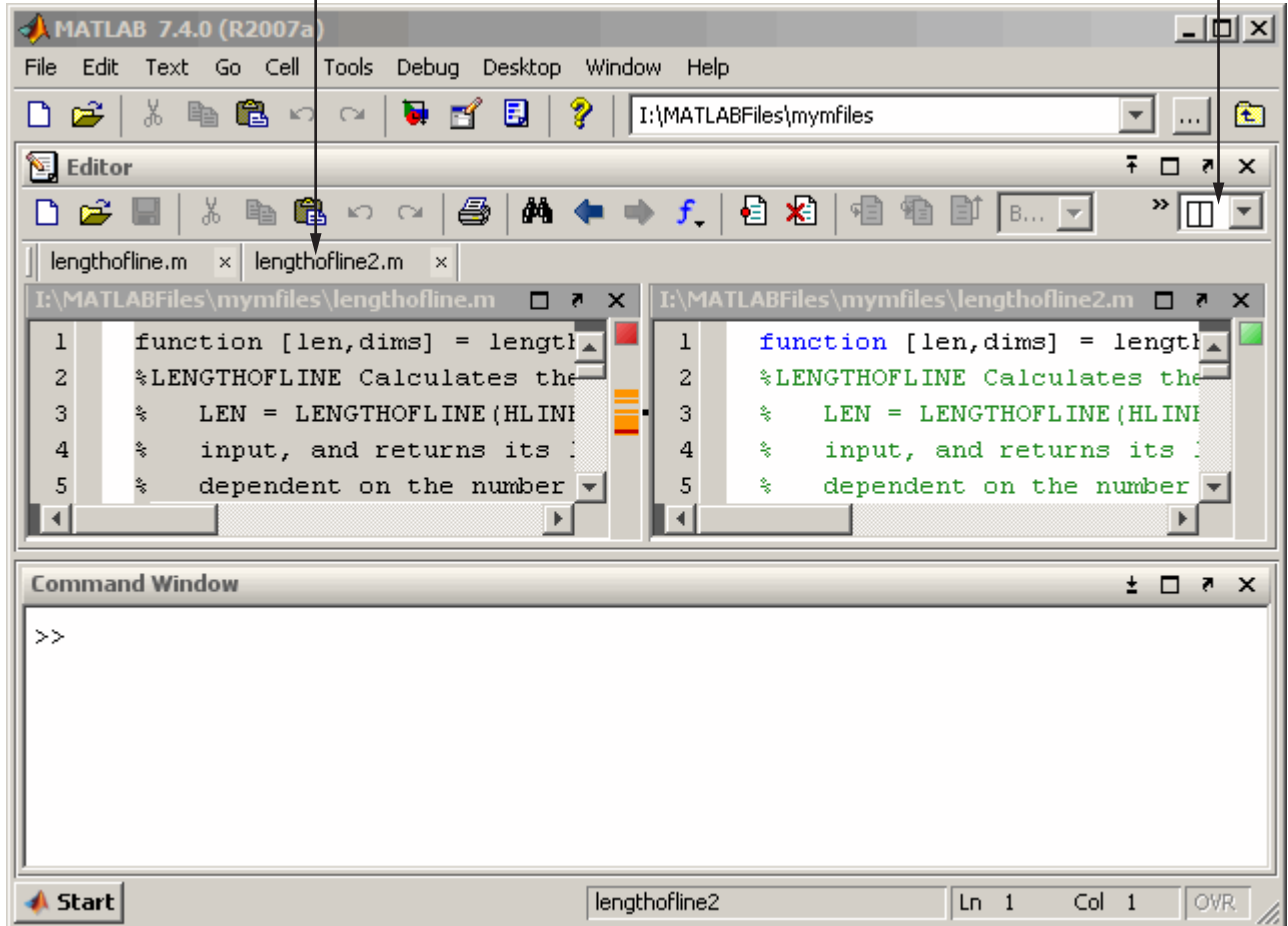 MATLAB 7.4.0 (R2007a)
File Edit Text Go Cell Tools Debug Desktop Window Help
I:\MATLABFiles\mymfiles ...
Editor
B...
lengthofline.m × lengthofline2.m ×
I:\MATLABFiles\mymfiles\lengthofline.m
1 function [len,dims] = length
2 %LENGTHOFLINE Calculates the
3 % LEN = LENGTHOFLINE(HLINE
4 % input, and returns its
5 % dependent on the number
I:\MATLABFiles\mymfiles\lengthofline2.m
1 function [len,dims] = length
2 %LENGTHOFLINE Calculates the
3 % LEN = LENGTHOFLINE(HLINE
4 % input, and returns its
5 % dependent on the number
Command Window
>>
Start lengthofline2 Ln 1 Col 1 OVR